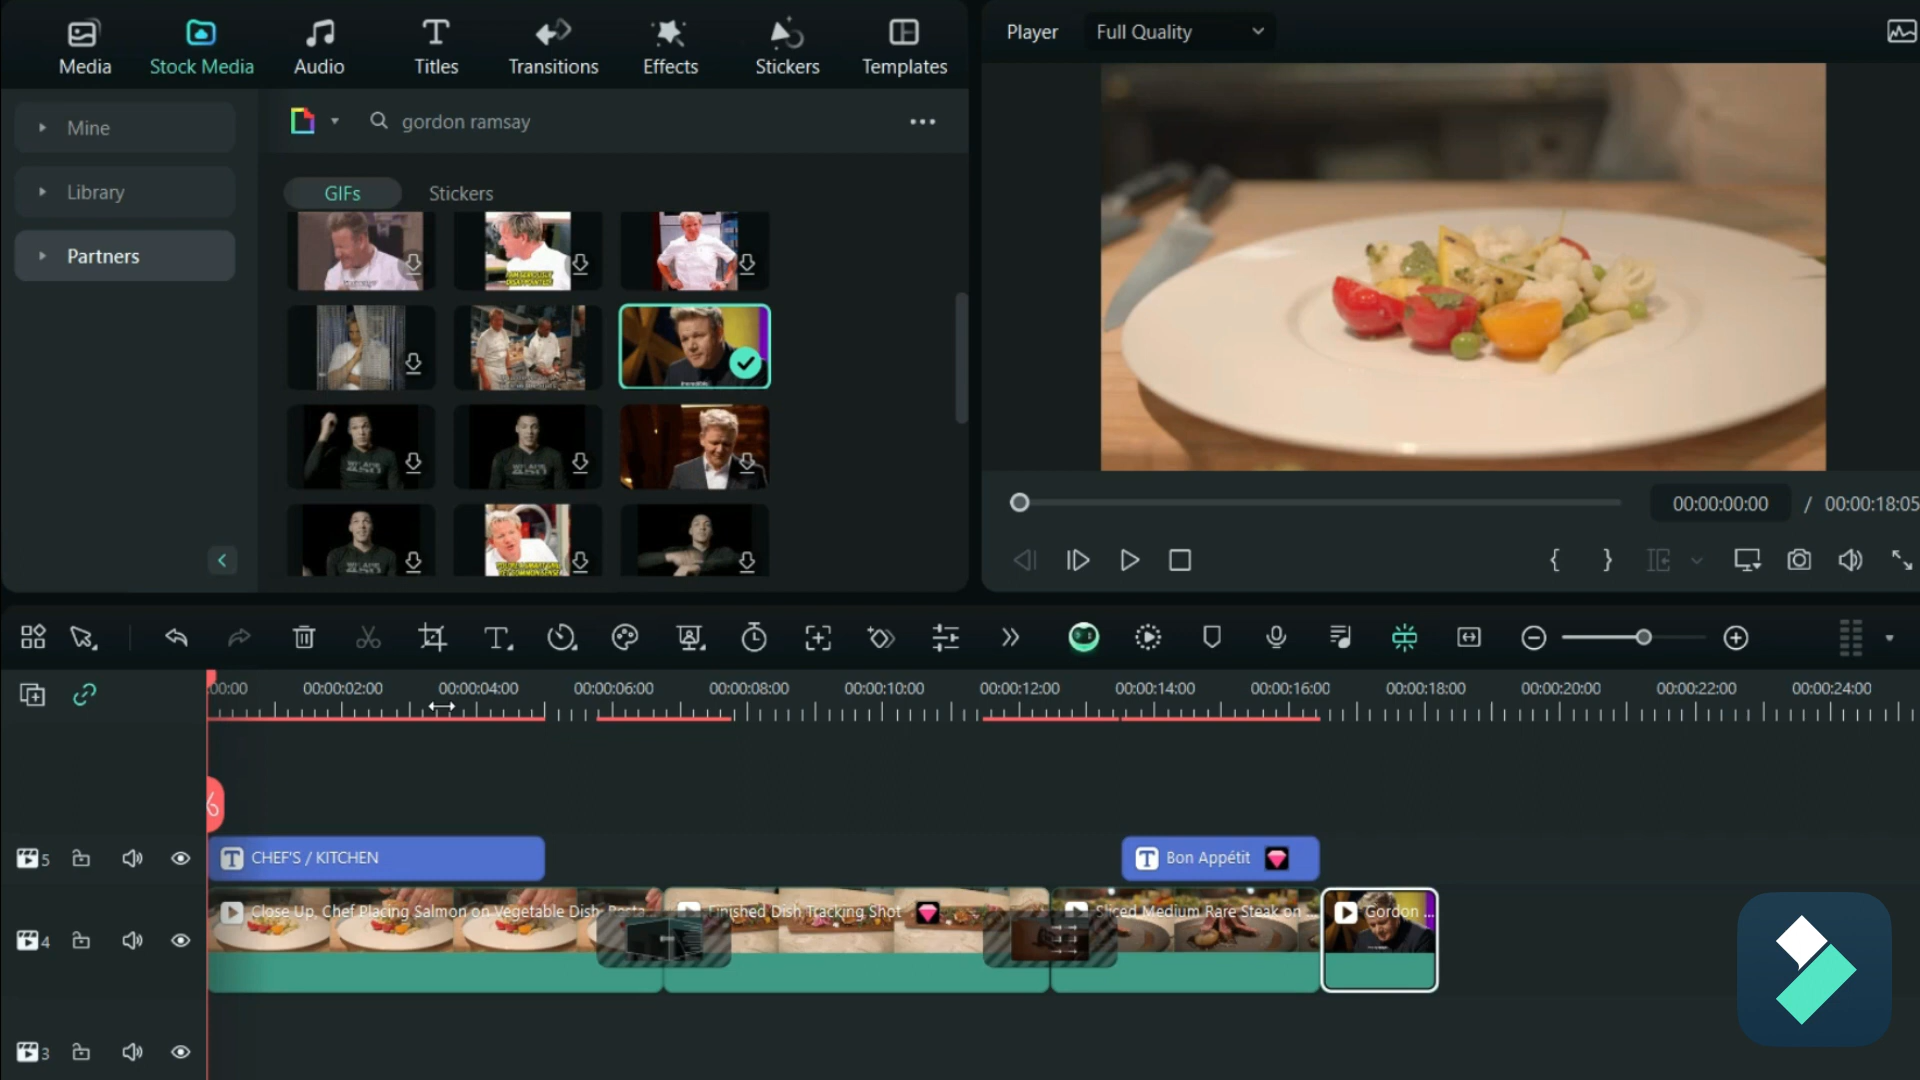 Media
Stock Media
Audio
Titles
Transitions
Effects
Stickers
Templates
Player
Full Quality
Mine
Library
Partners
gordon ramsay
GIFs
Stickers
00:00:00:00 / 00:00:18:05
:00:00
00:00:02:00
00:00:04:00
00:00:06:00
00:00:08:00
00:00:10:00
00:00:12:00
00:00:14:00
00:00:16:00
00:00:18:00
00:00:20:00
00:00:22:00
00:00:24:00
5
CHEF'S / KITCHEN
Bon Appétit
4
Close Up, Chef Placing Salmon on Vegetable Dish
Finished Dish Tracking Shot
Sliced Medium Rare Steak on ...
Gordon ...
3